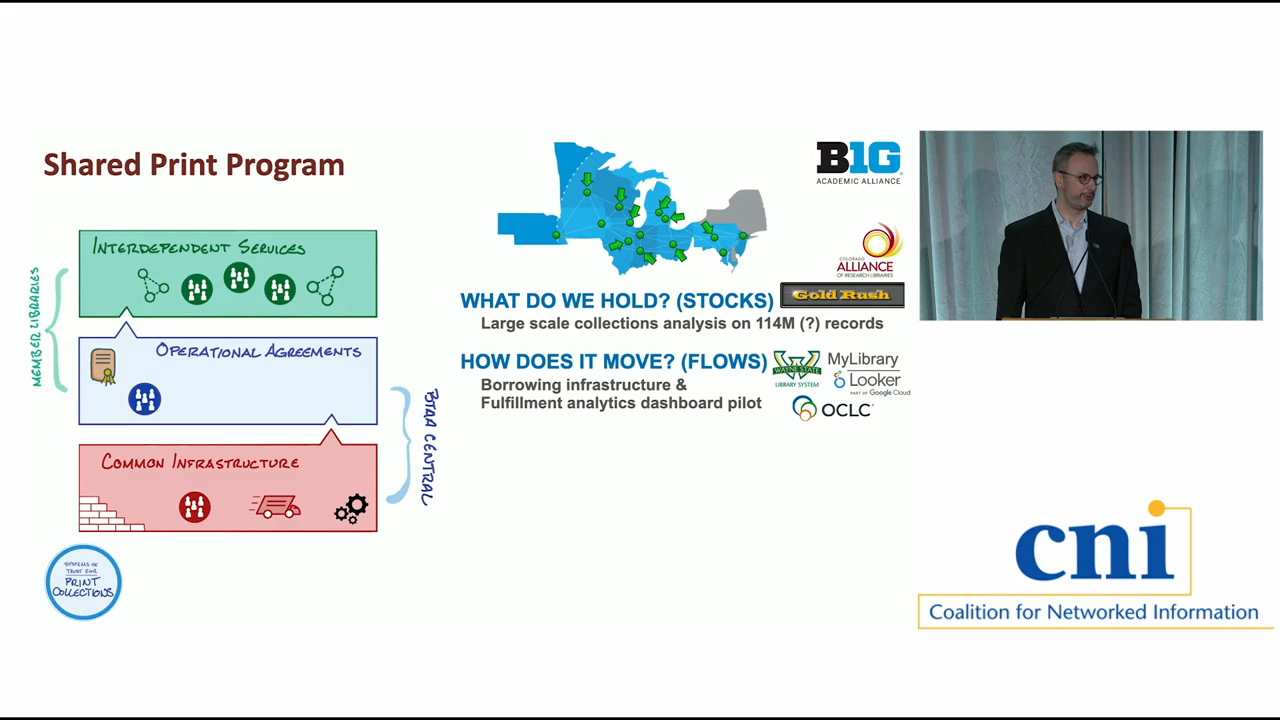 Shared Print Program
INTERDEPENDENT SERVICES
MEMBER LIBRARIES
OPERATIONAL AGREEMENTS
BTAA CENTRAL
COMMON INFRASTRUCTURE
SYSTEMS OF
TRUST FOR
PRINT
COLLECTIONS
B1G
ACADEMIC ALLIANCE
COLORADO
ALLIANCE
OF RESEARCH LIBRARIES
WHAT DO WE HOLD? (STOCKS)
Gold Rush
Large scale collections analysis on 114M (?) records
HOW DOES IT MOVE? (FLOWS)
WAYNE STATE
LIBRARY SYSTEM
MyLibrary
Looker
PART OF Google Cloud
Borrowing infrastructure &
Fulfillment analytics dashboard pilot
OCLC
cni
Coalition for Networked Information